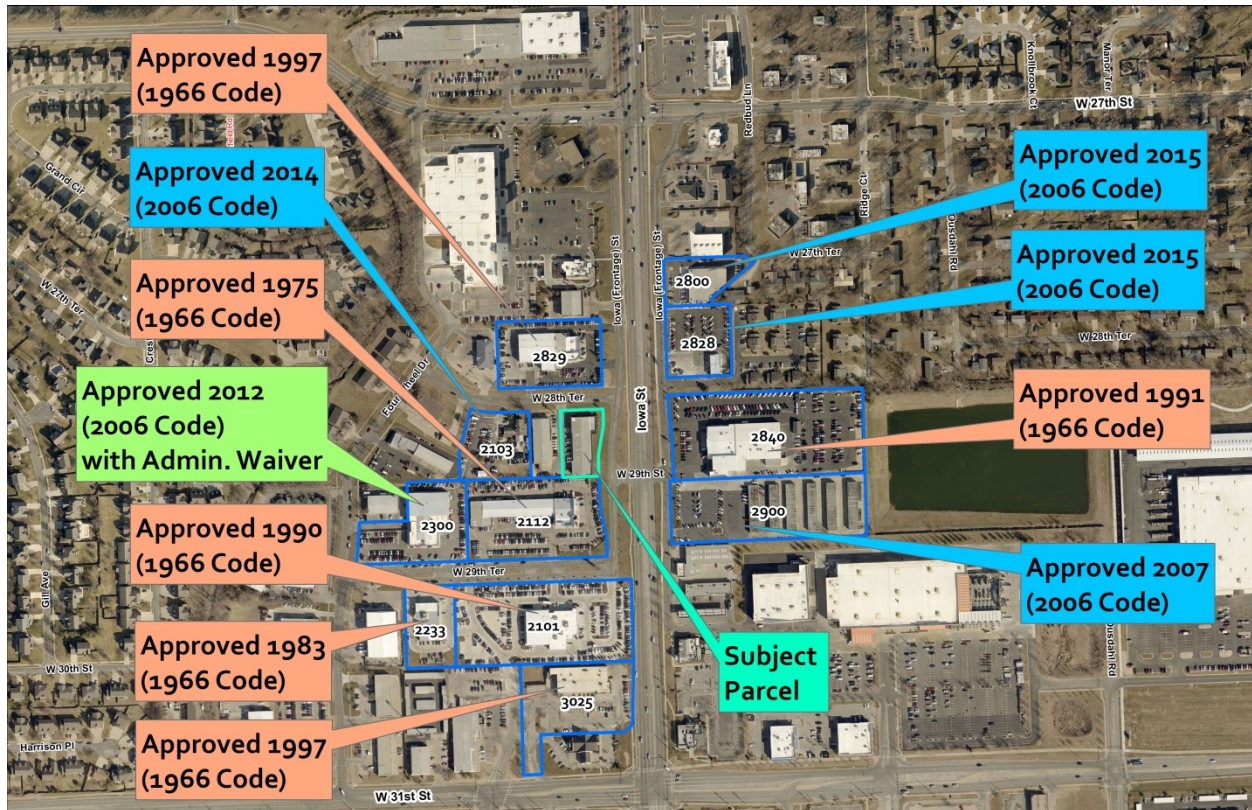 Approved 1997
(1966 Code)
Approved 2014
(2006 Code)
Approved 1975
(1966 Code)
Approved 2012
(2006 Code)
with Admin. Waiver
Approved 1990
(1966 Code)
Approved 1983
(1966 Code)
Approved 1997
(1966 Code)
Approved 2015
(2006 Code)
Approved 2015
(2006 Code)
Approved 1991
(1966 Code)
Approved 2007
(2006 Code)
Subject
Parcel
2800
2828
2829
2840
2103
2900
2300
2112
2233
2101
3025
Knollbrook Ct
Manor Ter
W 27th St
Redbud Ln
Ridge Ct
Ousdahl Rd
W 27th Ter
W 28th Ter
Iowa (Frontage) St
Iowa (Frontage) St
Iowa St
Grand Cir
W 27th Ter
W 28th Ter
W 29th St
W 29th Ter
Gill Ave
W 30th St
Harrison Pl
W 31st St